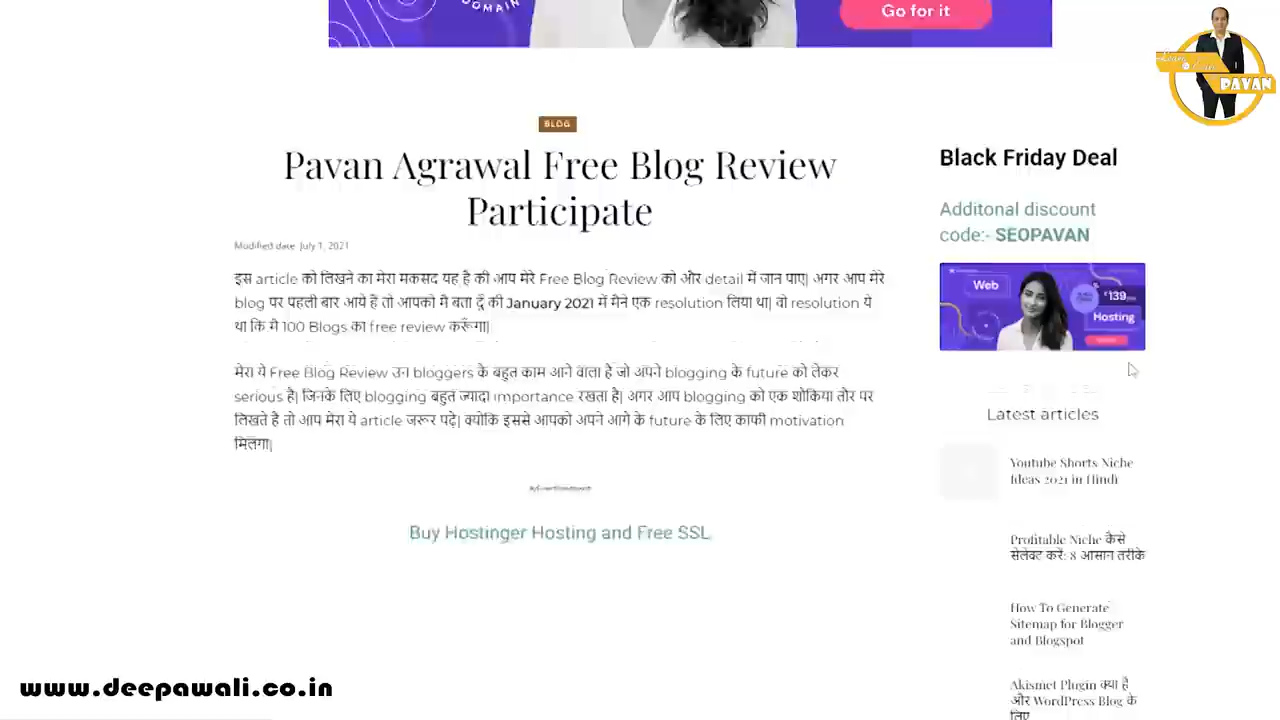 DOMAIN
Go for it
PAVAN
BLOG
Pavan Agrawal Free Blog Review
Participate
Modified date July 1, 2021
इस article को लिखने का मेरा मकसद यह है की आप मेरे Free Blog Review को और detail में जान पाए| अगर आप मेरे
blog पर पहली बार आये है तो आपको मै बता दूँ की January 2021 में मैने एक resolution लिया था| वो resolution ये
था कि मै 100 Blogs का free review करूँगा|
मेरा ये Free Blog Review उन bloggers के बहुत काम आने वाला है जो अपने blogging के future को लेकर
serious है| जिनके लिए blogging बहुत ज्यादा importance रखता है| अगर आप blogging को एक शोकिया तौर पर
लिखते है तो आप मेरा ये article जरूर पढ़े| क्योंकि इससे आपको अपने आगे के future के लिए काफी motivation
मिलेगा|
Buy Hostinger Hosting and Free SSL
Black Friday Deal
Additonal discount
code:- SEOPAVAN
Web
139
Hosting
Latest articles
Youtube Shorts Niche
Ideas 2021 in Hindi
Profitable Niche कैसे
सेलेक्ट करें: 8 आसान तरीके
How To Generate
Sitemap for Blogger
and Blogspot
Akismet Plugin क्या है
और WordPress Blog के
लिए
www.deepawali.co.in